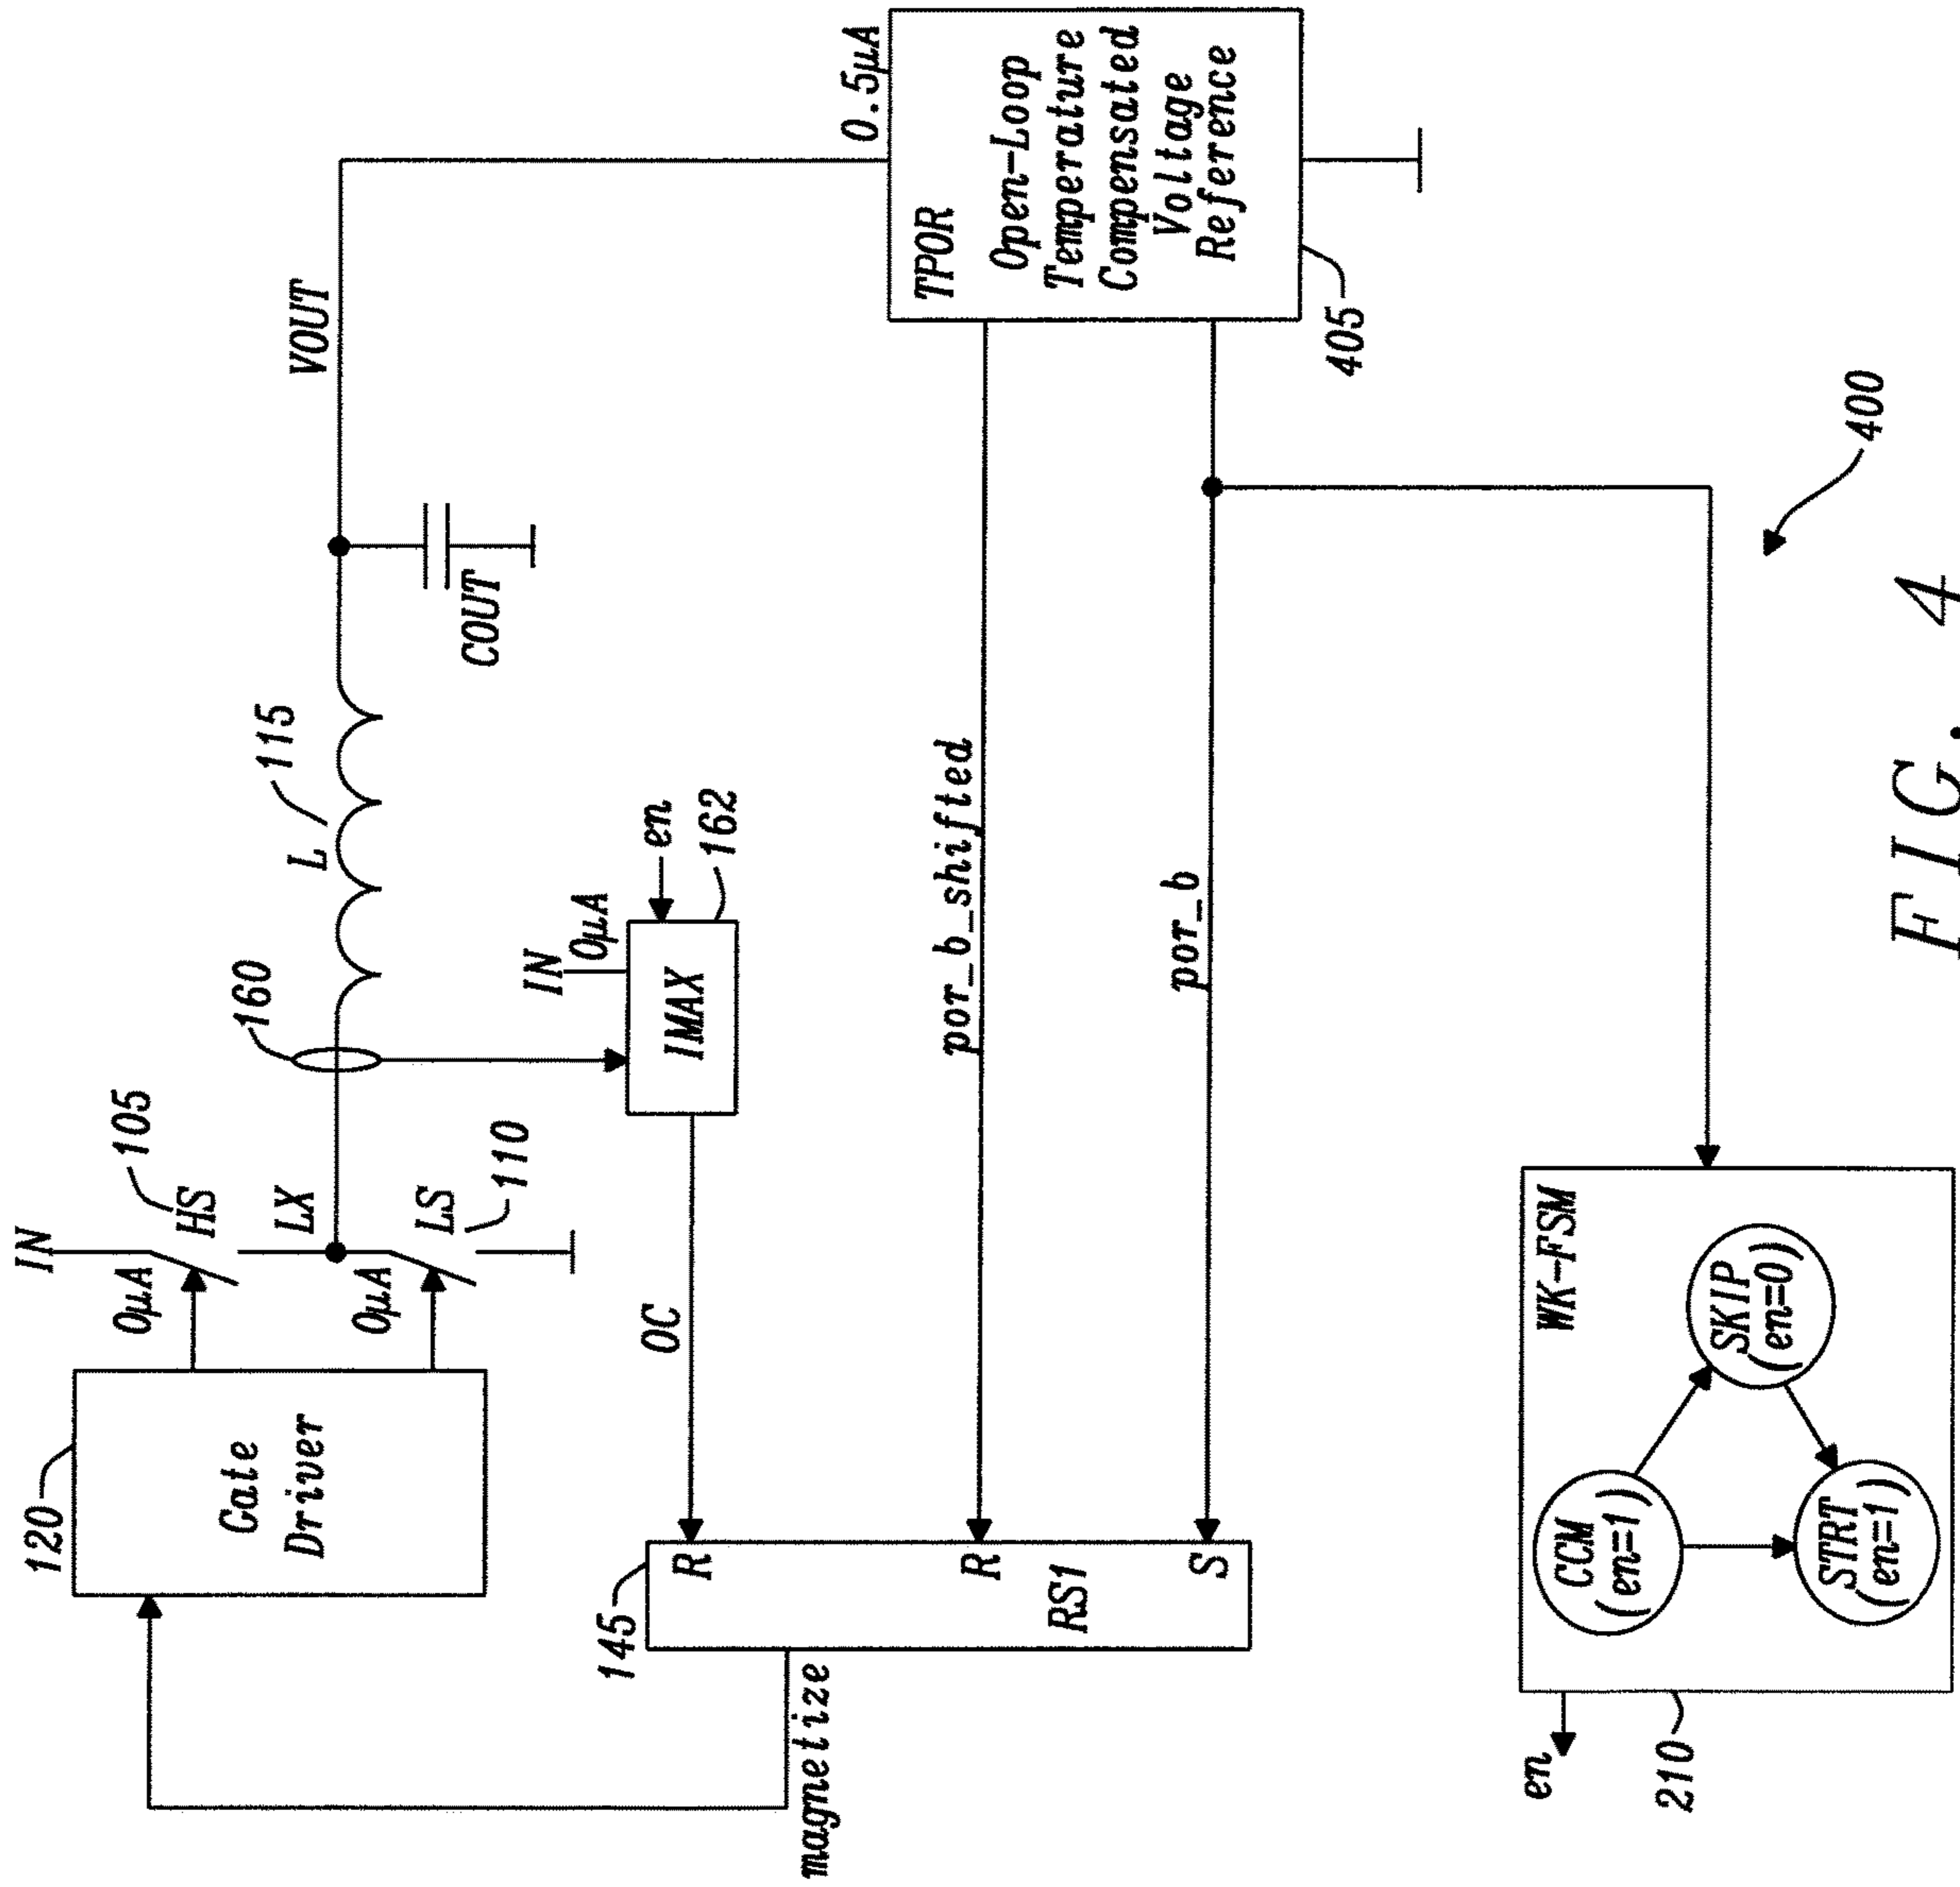 IN
120
Gate
Driver
0µA
HS
105
LX
0µA
LS
110
160
L
115
VOUT
COUT
OC
IN
0µA
IMAX
en
162
145
R
R
RS1
S
magnetize
por_b_shifted
por_b
0.5µA
TPOR
Open-Loop
Temperature
Compensated
Voltage
Reference
405
WK-FSM
CCM
(en=1)
SKIP
(en=0)
STRT
(en=1)
en
210
400
FIG. 4